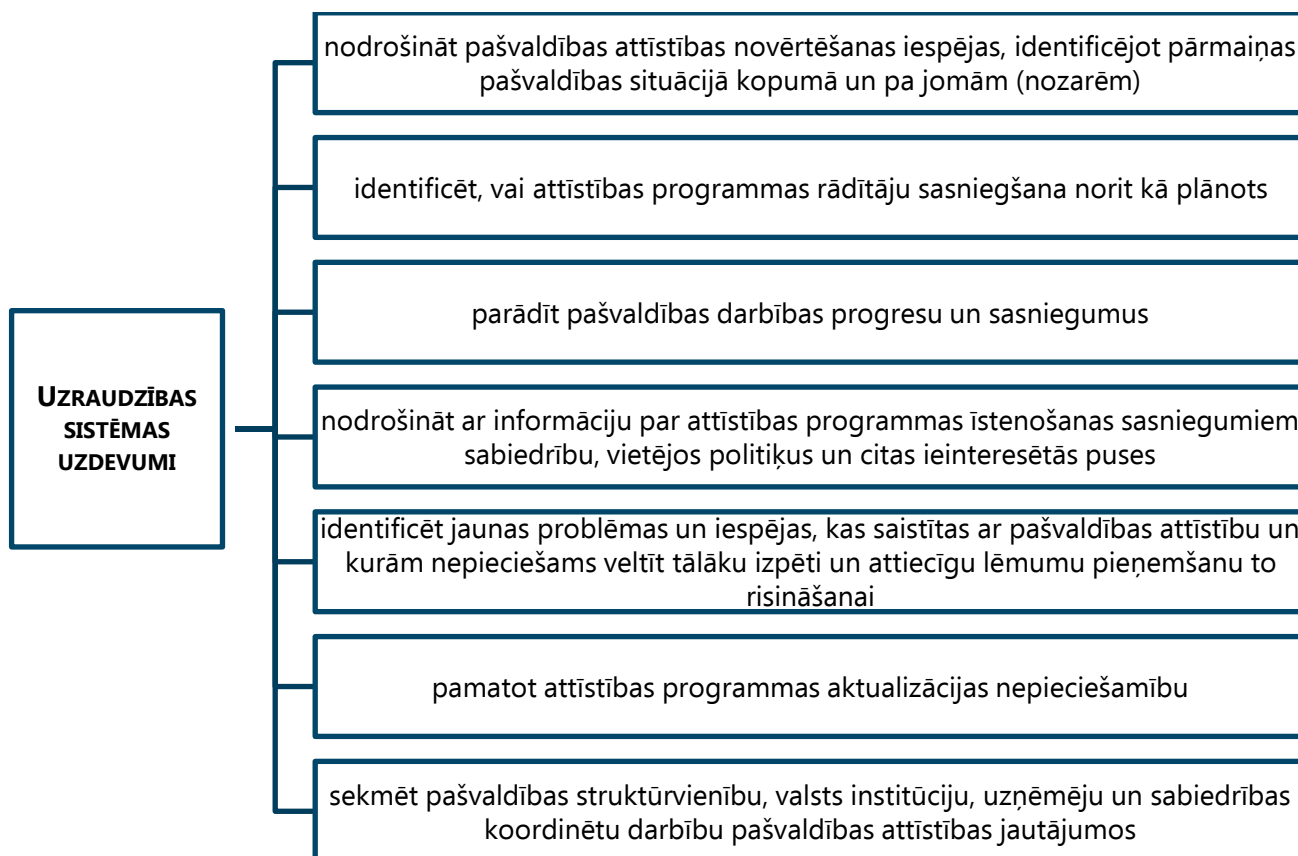 nodrošināt pašvaldības attīstības novērtēšanas iespējas, identificējot pārmaiņas
pašvaldības situācijā kopumā un pa jomām (nozarēm)
identificēt, vai attīstības programmas rādītāju sasniegšana norit kā plānots
parādīt pašvaldības darbības progresu un sasniegumus
UZRAUDZĪBAS
SISTĒMAS
UZDEVUMI
nodrošināt ar informāciju par attīstības programmas īstenošanas sasniegumiem
sabiedrību, vietējos politiķus un citas ieinteresētās puses
identificēt jaunas problēmas un iespējas, kas saistītas ar pašvaldības attīstību un
kurām nepieciešams veltīt tālāku izpēti un attiecīgu lēmumu pieņemšanu to
risināšanai
pamatot attīstības programmas aktualizācijas nepieciešamību
sekmēt pašvaldības struktūrvienību, valsts institūciju, uzņēmēju un sabiedrības
koordinētu darbību pašvaldības attīstības jautājumos